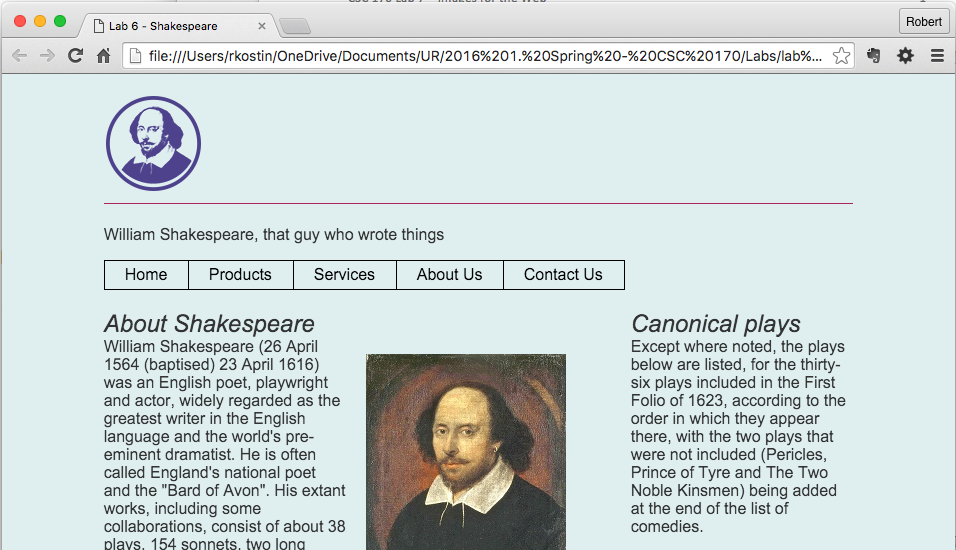 Lab 6 - Shakespeare
Robert
file:///Users/rkostin/OneDrive/Documents/UR/2016%201.%20Spring%20-%20CSC%20170/Labs/lab%...
William Shakespeare, that guy who wrote things
Home Products Services About Us Contact Us
About Shakespeare
William Shakespeare (26 April
1564 (baptised) 23 April 1616)
was an English poet, playwright
and actor, widely regarded as the
greatest writer in the English
language and the world's pre-
eminent dramatist. He is often
called England's national poet
and the "Bard of Avon". His extant
works, including some
collaborations, consist of about 38
plays, 154 sonnets, two long
Canonical plays
Except where noted, the plays
below are listed, for the thirty-
six plays included in the First
Folio of 1623, according to the
order in which they appear
there, with the two plays that
were not included (Pericles,
Prince of Tyre and The Two
Noble Kinsmen) being added
at the end of the list of
comedies.